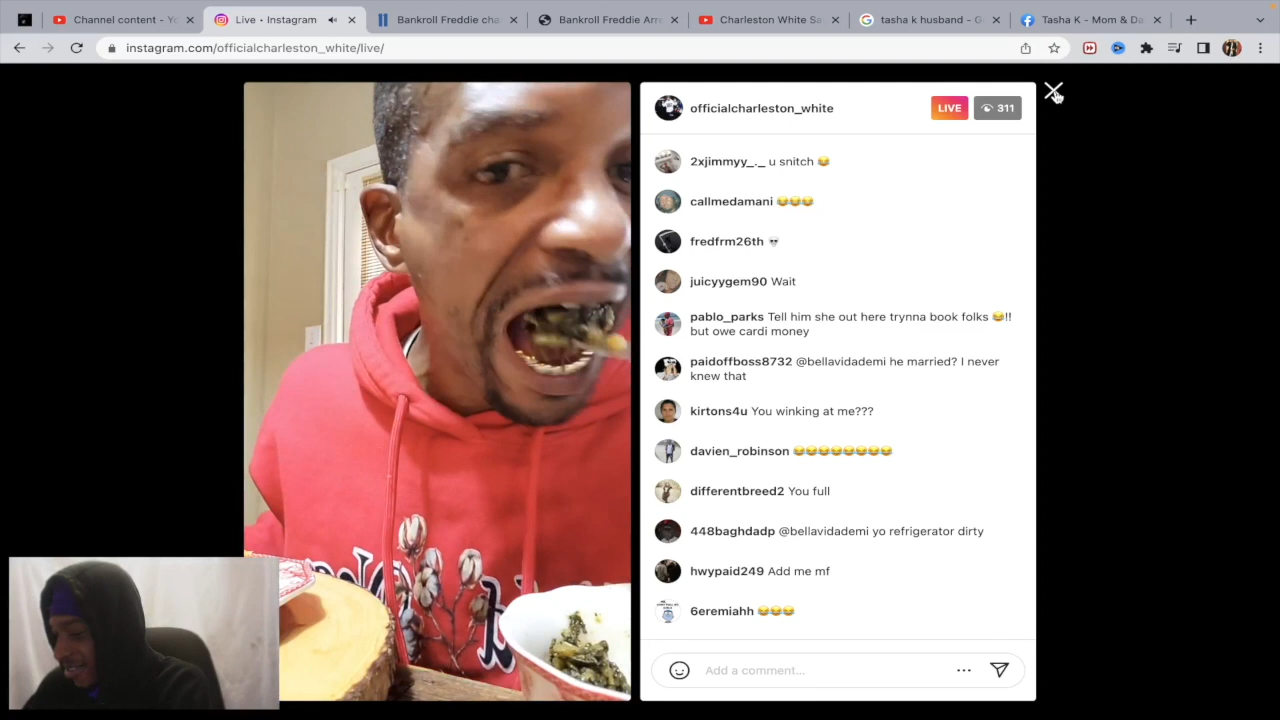 Channel content - Yo
Live • Instagram
Bankroll Freddie cha
Bankroll Freddie Arr
Charleston White Sa
tasha k husband - G
Tasha K - Mom & Da
instagram.com/officialcharleston_white/live/
officialcharleston_white
LIVE
311
2xjimmyy_._ u snitch 😂
callmedamani 😂😂😂
fredfrm26th 💀
juicyygem90 Wait
pablo_parks Tell him she out here trynna book folks 😂!!
but owe cardi money
paidoffboss8732 @bellavidademi he married? I never
knew that
kirtons4u You winking at me???
davien_robinson 😂😂😂😂😂😂😂😂
differentbreed2 You full
448baghdadp @bellavidademi yo refrigerator dirty
hwypaid249 Add me mf
6eremiahh 😂😂😂
Add a comment...